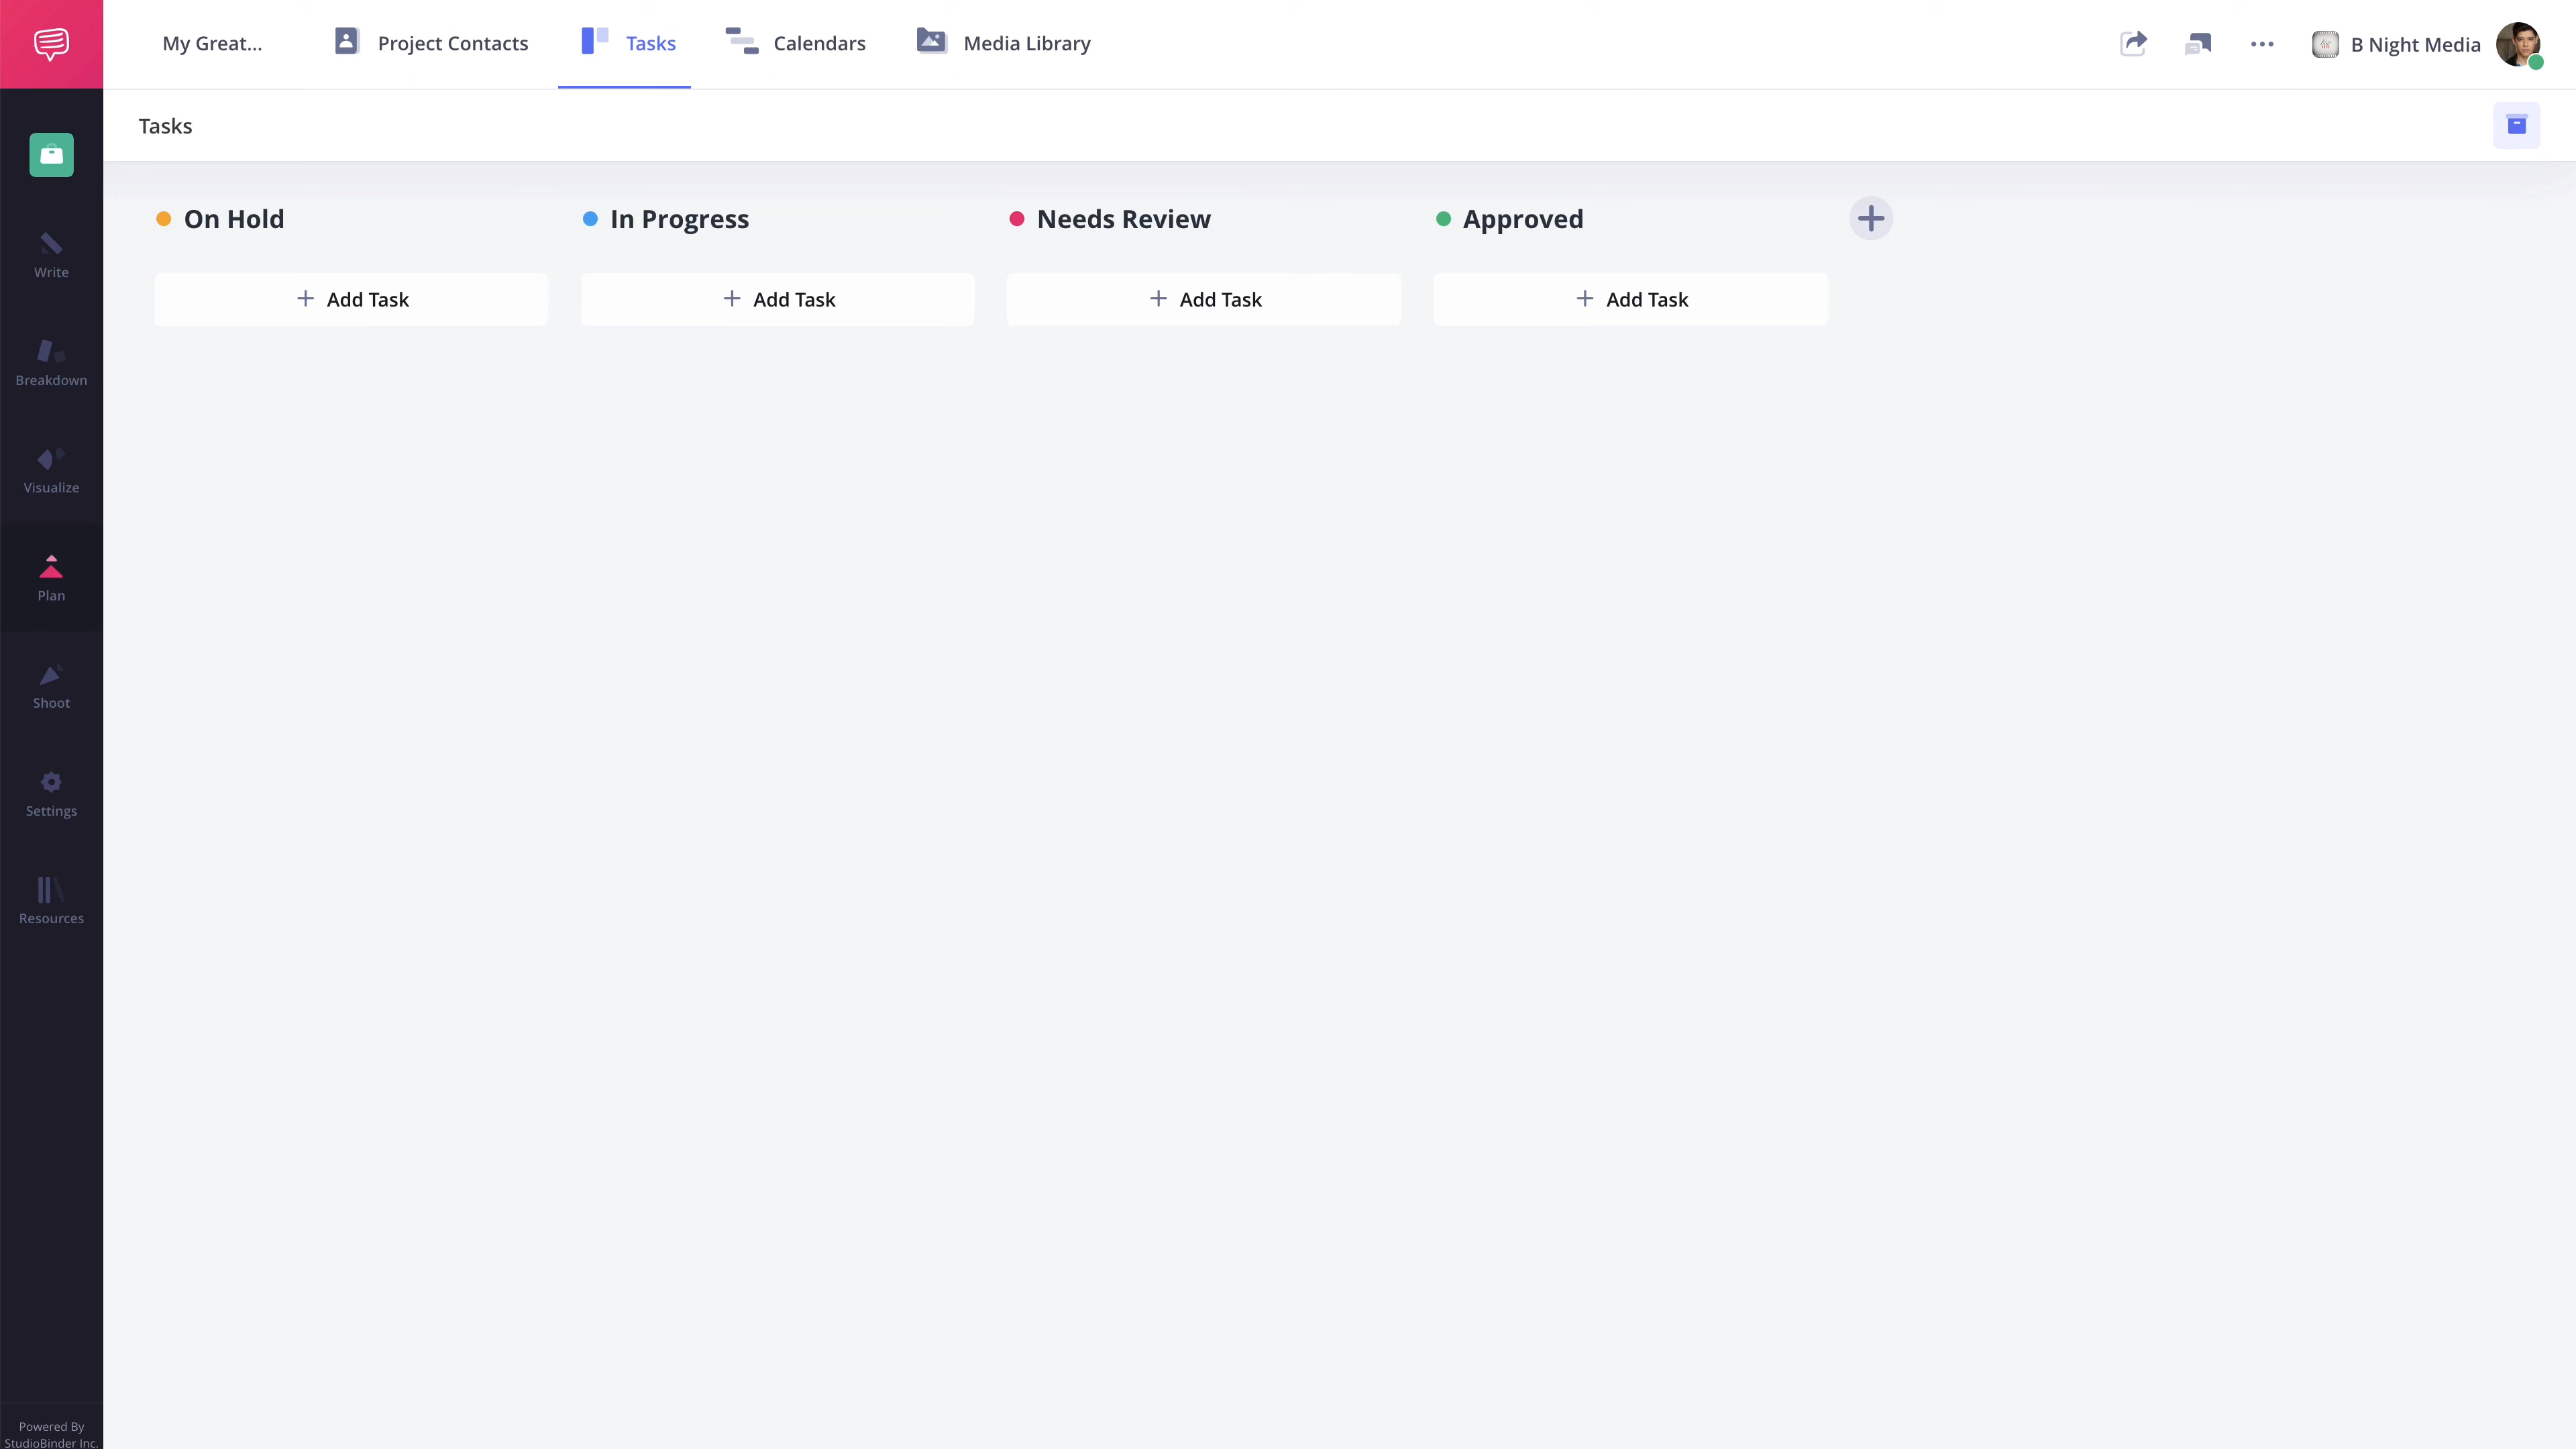 My Great...
Project Contacts
Tasks
Calendars
Media Library
B Night Media
Tasks
On Hold
In Progress
Needs Review
Approved
Add Task
Add Task
Add Task
Add Task
Write
Breakdown
Visualize
Plan
Shoot
Settings
Resources
Powered By
StudioBinder Inc.